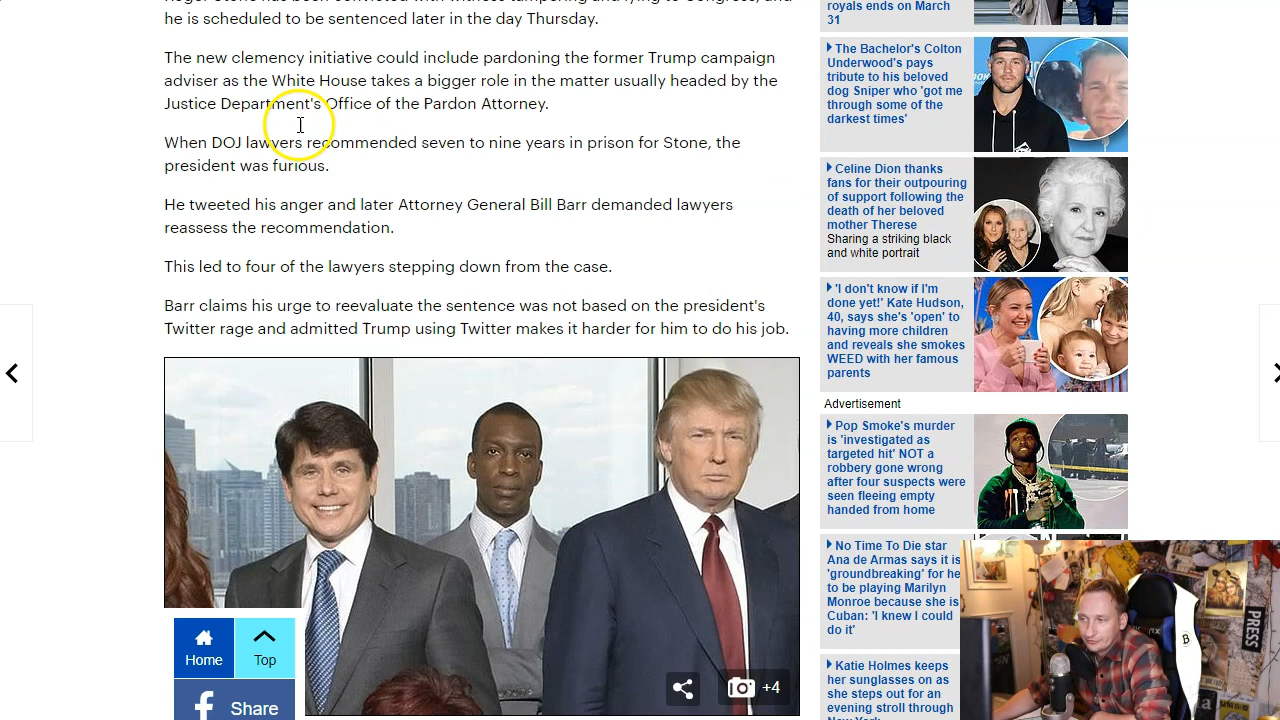 he is scheduled to be sentenced later in the day Thursday.
The new clemency initiative could include pardoning the former Trump campaign
adviser as the White House takes a bigger role in the matter usually headed by the
Justice Department's Office of the Pardon Attorney.
When DOJ lawyers recommended seven to nine years in prison for Stone, the
president was furious.
He tweeted his anger and later Attorney General Bill Barr demanded lawyers
reassess the recommendation.
This led to four of the lawyers stepping down from the case.
Barr claims his urge to reevaluate the sentence was not based on the president's
Twitter rage and admitted Trump using Twitter makes it harder for him to do his job.
+4
Home
Top
Share
royals ends on March
31
The Bachelor's Colton
Underwood's pays
tribute to his beloved
dog Sniper who 'got me
through some of the
darkest times'
Celine Dion thanks
fans for their outpouring
of support following the
death of her beloved
mother Therese
Sharing a striking black
and white portrait
'I don't know if I'm
done yet!' Kate Hudson,
40, says she's 'open' to
having more children
and reveals she smokes
WEED with her famous
parents
Advertisement
Pop Smoke's murder
is 'investigated as
targeted hit' NOT a
robbery gone wrong
after four suspects were
seen fleeing empty
handed from home
No Time To Die star
Ana de Armas says it is
'groundbreaking' for he
to be playing Marilyn
Monroe because she is
Cuban: 'I knew I could
do it'
Katie Holmes keeps
her sunglasses on as
she steps out for an
evening stroll through
PRESS